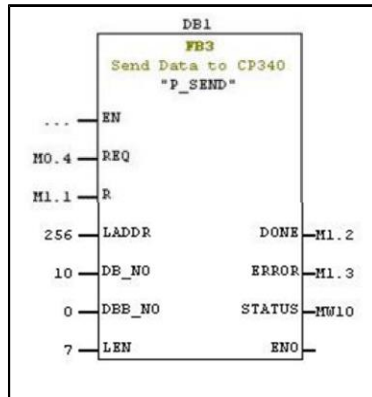 DB1
FB3
Send Data to CP340
"P_SEND"
... EN
M0.4 REQ
M1.1 R
256 LADDR DONE M1.2
10 DB_NO ERROR M1.3
0 DBB_NO STATUS MW10
7 LEN ENO